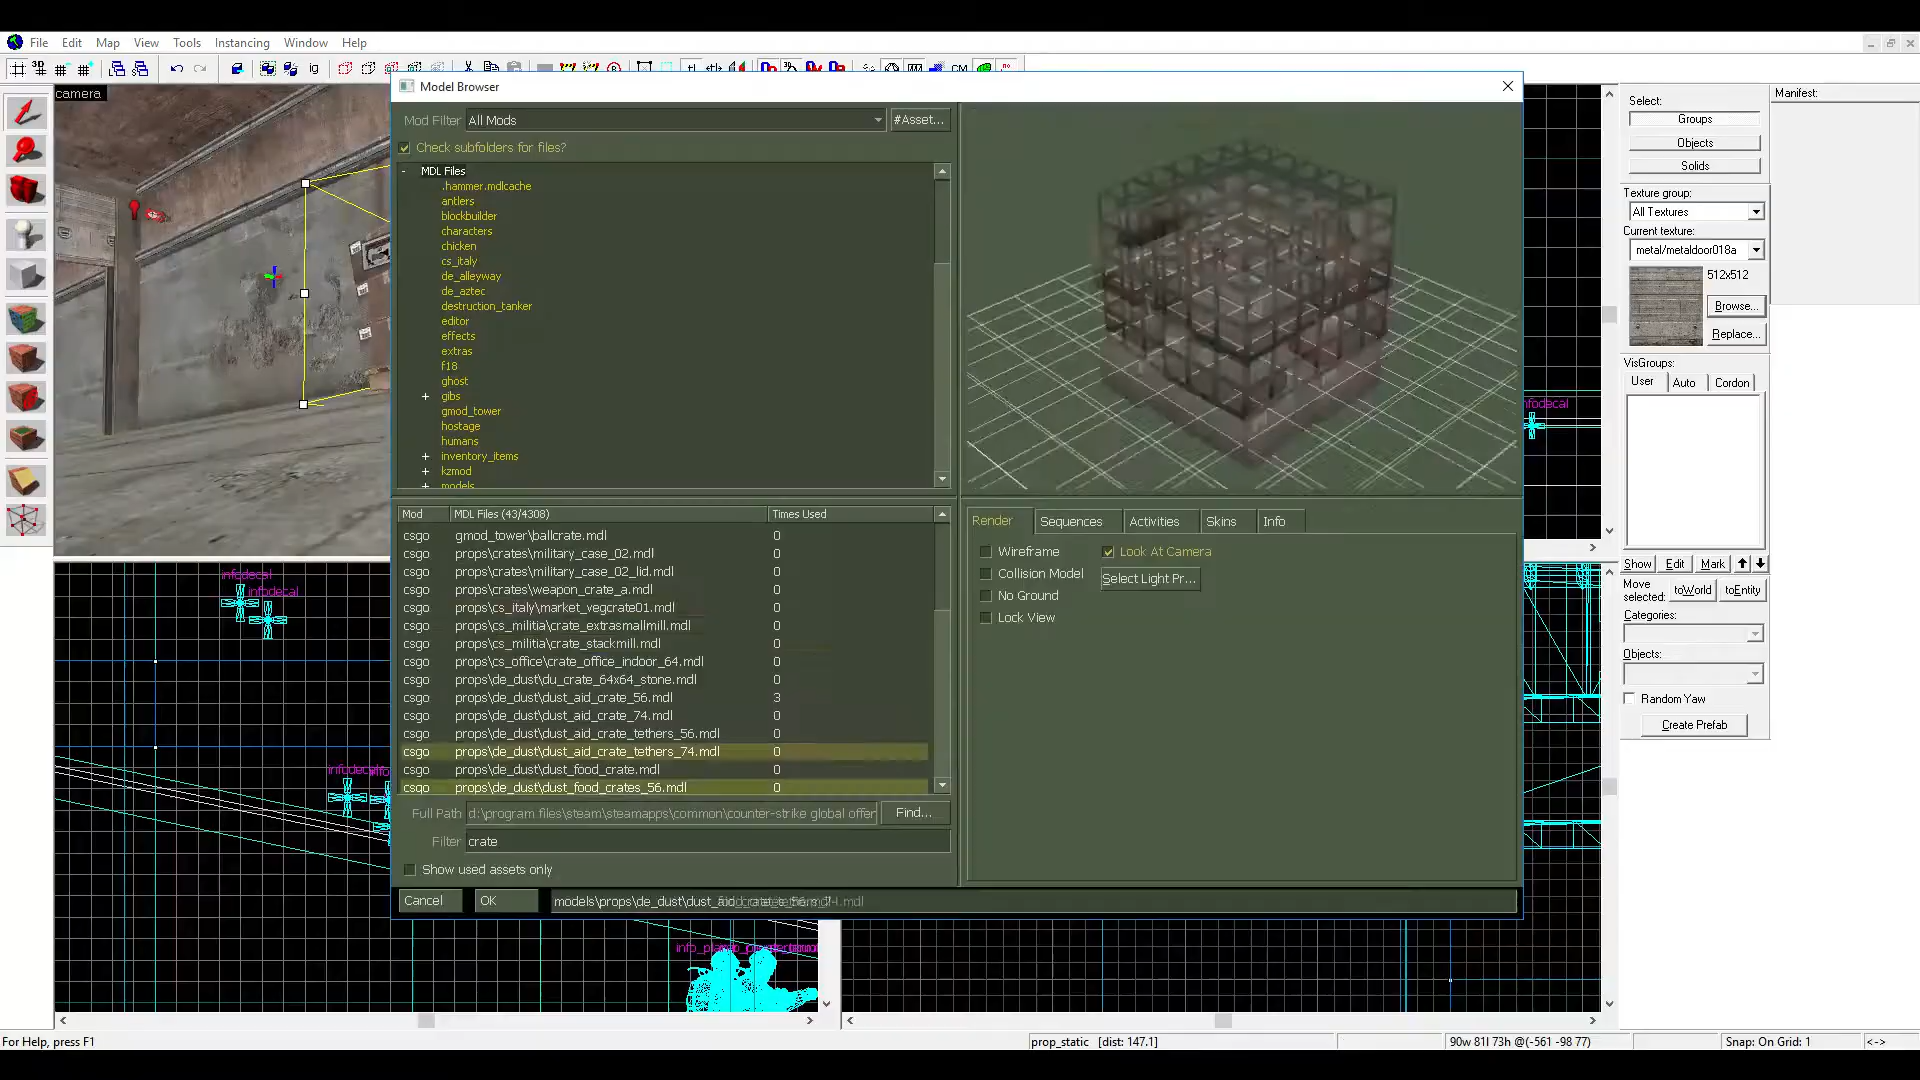 File Edit Map View Tools Instancing Window Help
camera
Model Browser
Mod Filter All Mods #Asset...
Check subfolders for files?
MDL Files
.hammer.mdlcache
antlers
blockbuilder
characters
chicken
cs_italy
de_alleyway
de_aztec
destruction_tanker
editor
effects
extras
f18
ghost
gibs
gmod_tower
hostage
humans
inventory_items
kzmod
models
Mod MDL Files (43/4308) Times Used
csgo gmod_tower\ballcrate.mdl 0
csgo props\crates\military_case_02.mdl 0
csgo props\crates\military_case_02_lid.mdl 0
csgo props\crates\weapon_crate_a.mdl 0
csgo props\cs_italy\market_vegcrate01.mdl 0
csgo props\cs_militia\crate_extrasmallmill.mdl 0
csgo props\cs_militia\crate_stackmill.mdl 0
csgo props\cs_office\crate_office_indoor_64.mdl 0
csgo props\de_dust\du_crate_64x64_stone.mdl 0
csgo props\de_dust\dust_aid_crate_56.mdl 3
csgo props\de_dust\dust_aid_crate_74.mdl 0
csgo props\de_dust\dust_aid_crate_tethers_56.mdl 0
csgo props\de_dust\dust_aid_crate_tethers_74.mdl 0
csgo props\de_dust\dust_food_crate.mdl 0
csgo props\de_dust\dust_food_crates_56.mdl 0
Full Path d:\program files\steam\steamapps\common\counter-strike global offer Find...
Filter crate
Show used assets only
Cancel OK models\props\de_dust\dust_
Render Sequences Activities Skins Info
Wireframe Look At Camera
Collision Model Select Light Pr...
No Ground
Lock View
Select:
Groups
Objects
Solids
Texture group:
All Textures
Current texture:
metal/metaldoor018a
512x512
Browse...
Replace...
VisGroups:
User Auto Cordon
Show Edit Mark
Move selected: toWorld toEntity
Categories:
Objects:
Random Yaw
Create Prefab
Manifest:
infodecal
infodecal
infodecal
infodecal
For Help, press F1 prop_static [dist: 147.1] 90w 81l 73h @(-561 -98 77) Snap: On Grid: 1 <->